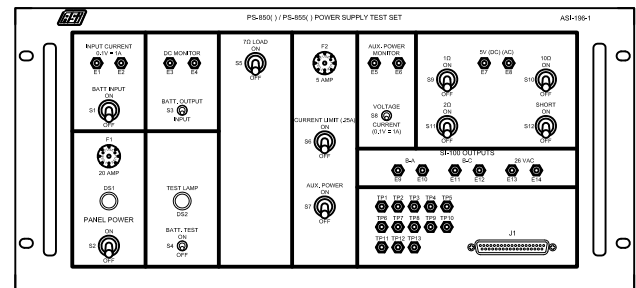 ASI
PS-850( ) / PS-855( ) POWER SUPPLY TEST SET
ASI-196-1
INPUT CURRENT
0.1V = 1A
E1 E2
BATT INPUT
ON
S1
OFF
F1
20 AMP
DS1
PANEL POWER
ON
S2
OFF
DC MONITOR
E3 E4
BATT. OUTPUT
S3
INPUT
TEST LAMP
DS2
BATT. TEST
ON
S4
OFF
7Ω LOAD
ON
S5
OFF
F2
5 AMP
CURRENT LIMIT (.25A)
ON
S6
OFF
AUX. POWER
ON
S7
OFF
AUX. POWER
MONITOR
E5 E6
VOLTAGE
S8
CURRENT
(0.1V = 1A)
1Ω
ON
S9
OFF
5V (DC) (AC)
E7 E8
10Ω
ON
S10
OFF
2Ω
ON
S11
OFF
SHORT
ON
S12
OFF
SI-100 OUTPUTS
B-A B-C 26 VAC
E9 E10 E11 E12 E13 E14
TP1 TP2 TP3 TP4 TP5
TP6 TP7 TP8 TP9 TP10
TP11 TP12 TP13
J1